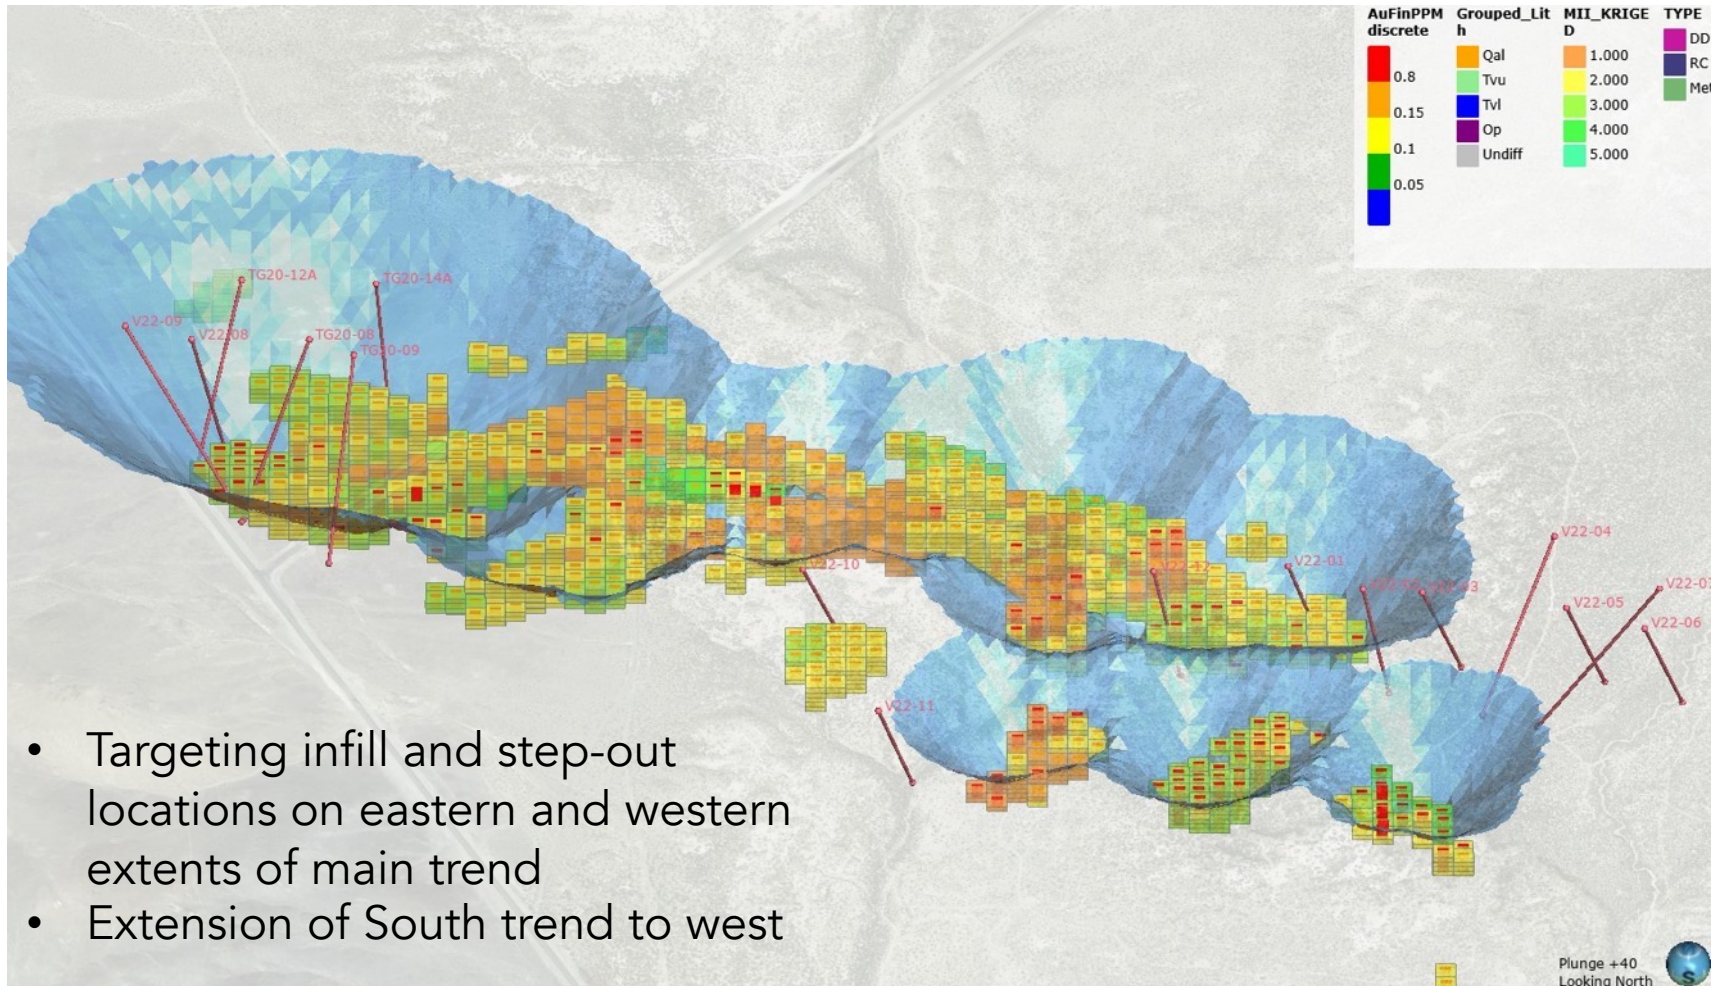 AuFinPPM Grouped_Lit MII_KRIGE TYPE
discrete h D
0.8
0.15
0.1
0.05
Qal
Tvu
Tvl
Op
Undiff
1.000
2.000
3.000
4.000
5.000
DD
RC
Met
TG20-12A
TG20-14A
V22-09
V22-08
TG20-08
TG20-09
V22-10
V22-12
V22-01
V22-04
V22-05
V22-06
V22-11
• Targeting infill and step-out
locations on eastern and western
extents of main trend
• Extension of South trend to west
Plunge +40
Looking North
S